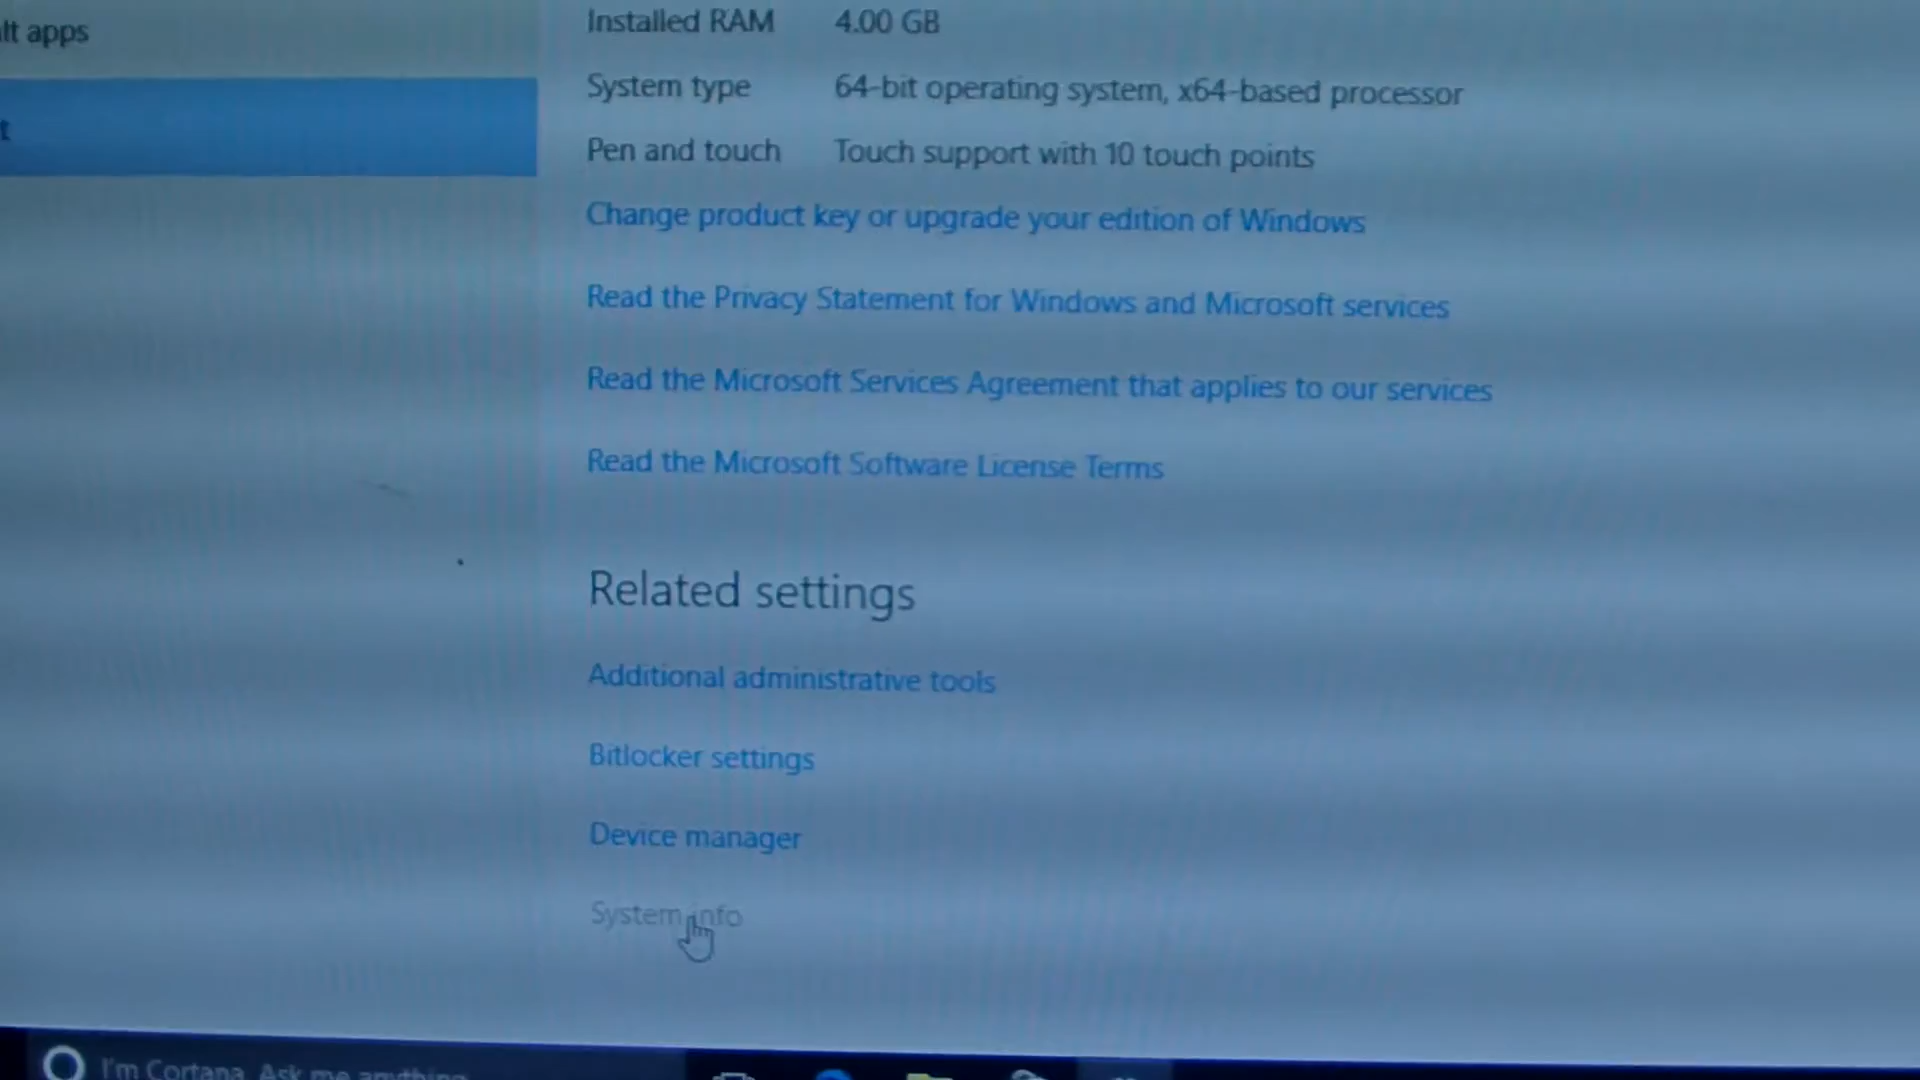 lt apps
Installed RAM 4.00 GB
System type 64-bit operating system, x64-based processor
t
Pen and touch Touch support with 10 touch points
Change product key or upgrade your edition of Windows
Read the Privacy Statement for Windows and Microsoft services
Read the Microsoft Services Agreement that applies to our services
Read the Microsoft Software License Terms
Related settings
Additional administrative tools
Bitlocker settings
Device manager
System info
I'm Cortana. Ask me anything.